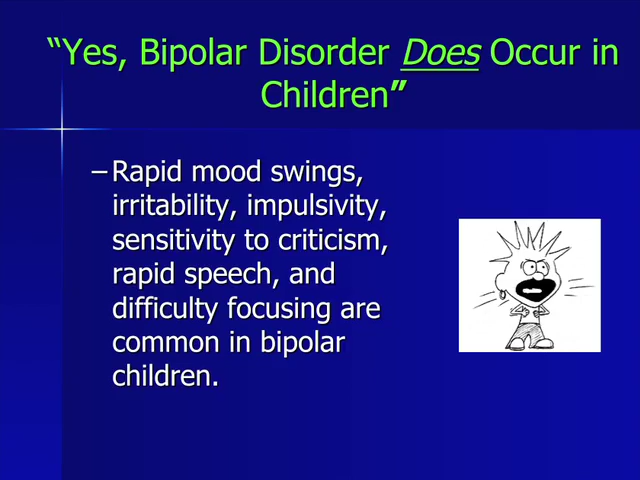 “Yes, Bipolar Disorder Does Occur in
Children”
– Rapid mood swings,
irritability, impulsivity,
sensitivity to criticism,
rapid speech, and
difficulty focusing are
common in bipolar
children.